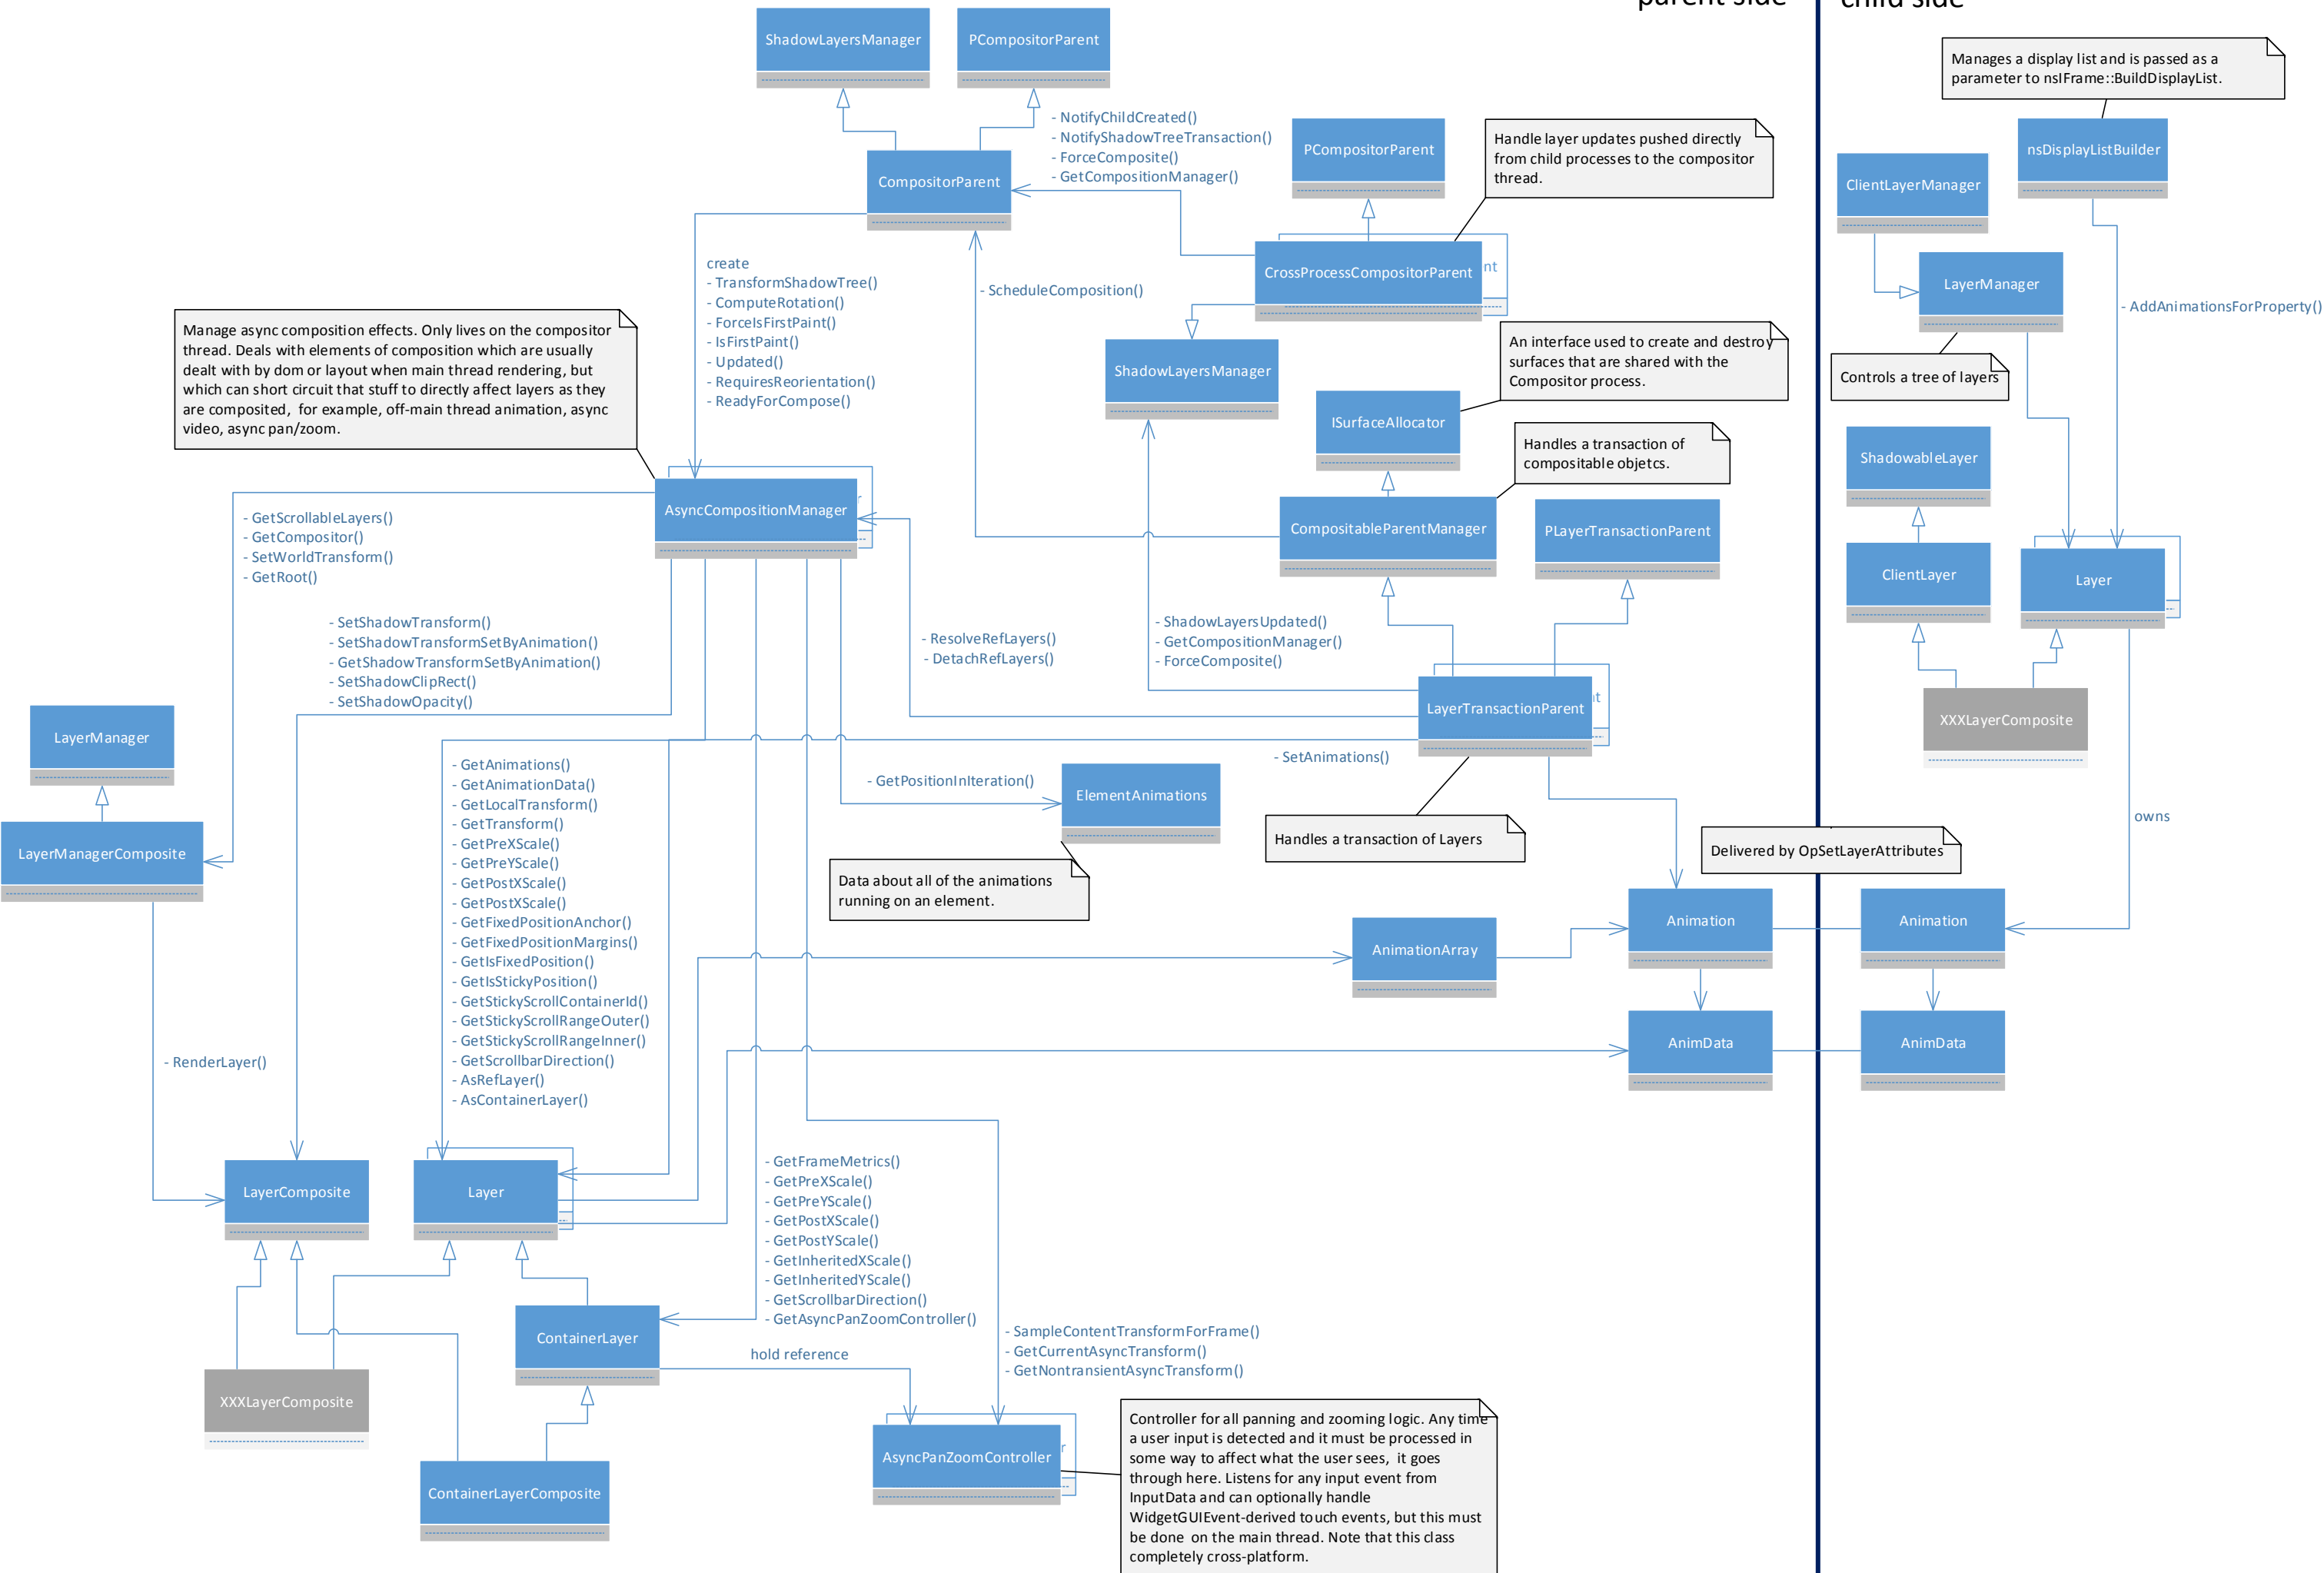 parent side
child side
ShadowLayersManager
PCompositorParent
Manages a display list and is passed as a
parameter to nsIFrame::BuildDisplayList.
- NotifyChildCreated()
- NotifyShadowTreeTransaction()
- ForceComposite()
- GetCompositionManager()
PCompositorParent
Handle layer updates pushed directly
from child processes to the compositor
thread.
nsDisplayListBuilder
CompositorParent
ClientLayerManager
create
- TransformShadowTree()
- ComputeRotation()
- ForceIsFirstPaint()
- IsFirstPaint()
- Updated()
- RequiresReorientation()
- ReadyForCompose()
- ScheduleComposition()
CrossProcessCompositorParent
nt
LayerManager
- AddAnimationsForProperty()
Manage async composition effects. Only lives on the compositor
thread. Deals with elements of composition which are usually
dealt with by dom or layout when main thread rendering, but
which can short circuit that stuff to directly affect layers as they
are composited, for example, off-main thread animation, async
video, async pan/zoom.
ShadowLayersManager
An interface used to create and destroy
surfaces that are shared with the
Compositor process.
Controls a tree of layers
ISurfaceAllocator
Handles a transaction of
compositable objetcs.
ShadowableLayer
AsyncCompositionManager
r
CompositableParentManager
PLayerTransactionParent
- GetScrollableLayers()
- GetCompositor()
- SetWorldTransform()
- GetRoot()
ClientLayer
Layer
- SetShadowTransform()
- SetShadowTransformSetByAnimation()
- GetShadowTransformSetByAnimation()
- SetShadowClipRect()
- SetShadowOpacity()
- ResolveRefLayers()
- DetachRefLayers()
- ShadowLayersUpdated()
- GetCompositionManager()
- ForceComposite()
LayerTransactionParent
nt
XXXLayerComposite
LayerManager
- GetAnimations()
- GetAnimationData()
- GetLocalTransform()
- GetTransform()
- GetPreXScale()
- GetPreYScale()
- GetPostXScale()
- GetPostXScale()
- GetFixedPositionAnchor()
- GetFixedPositionMargins()
- GetIsFixedPosition()
- GetIsStickyPosition()
- GetStickyScrollContainerId()
- GetStickyScrollRangeOuter()
- GetStickyScrollRangeInner()
- GetScrollbarDirection()
- AsRefLayer()
- AsContainerLayer()
- GetPositionInIteration()
- SetAnimations()
ElementAnimations
owns
LayerManagerComposite
Handles a transaction of Layers
Delivered by OpSetLayerAttributes
Data about all of the animations
running on an element.
AnimationArray
Animation
Animation
AnimData
AnimData
- RenderLayer()
LayerComposite
Layer
- GetFrameMetrics()
- GetPreXScale()
- GetPreYScale()
- GetPostXScale()
- GetPostYScale()
- GetInheritedXScale()
- GetInheritedYScale()
- GetScrollbarDirection()
- GetAsyncPanZoomController()
ContainerLayer
hold reference
- SampleContentTransformForFrame()
- GetCurrentAsyncTransform()
- GetNontransientAsyncTransform()
XXXLayerComposite
AsyncPanZoomController
r
Controller for all panning and zooming logic. Any time
a user input is detected and it must be processed in
some way to affect what the user sees, it goes
through here. Listens for any input event from
InputData and can optionally handle
WidgetGUIEvent-derived touch events, but this must
be done on the main thread. Note that this class
completely cross-platform.
ContainerLayerComposite